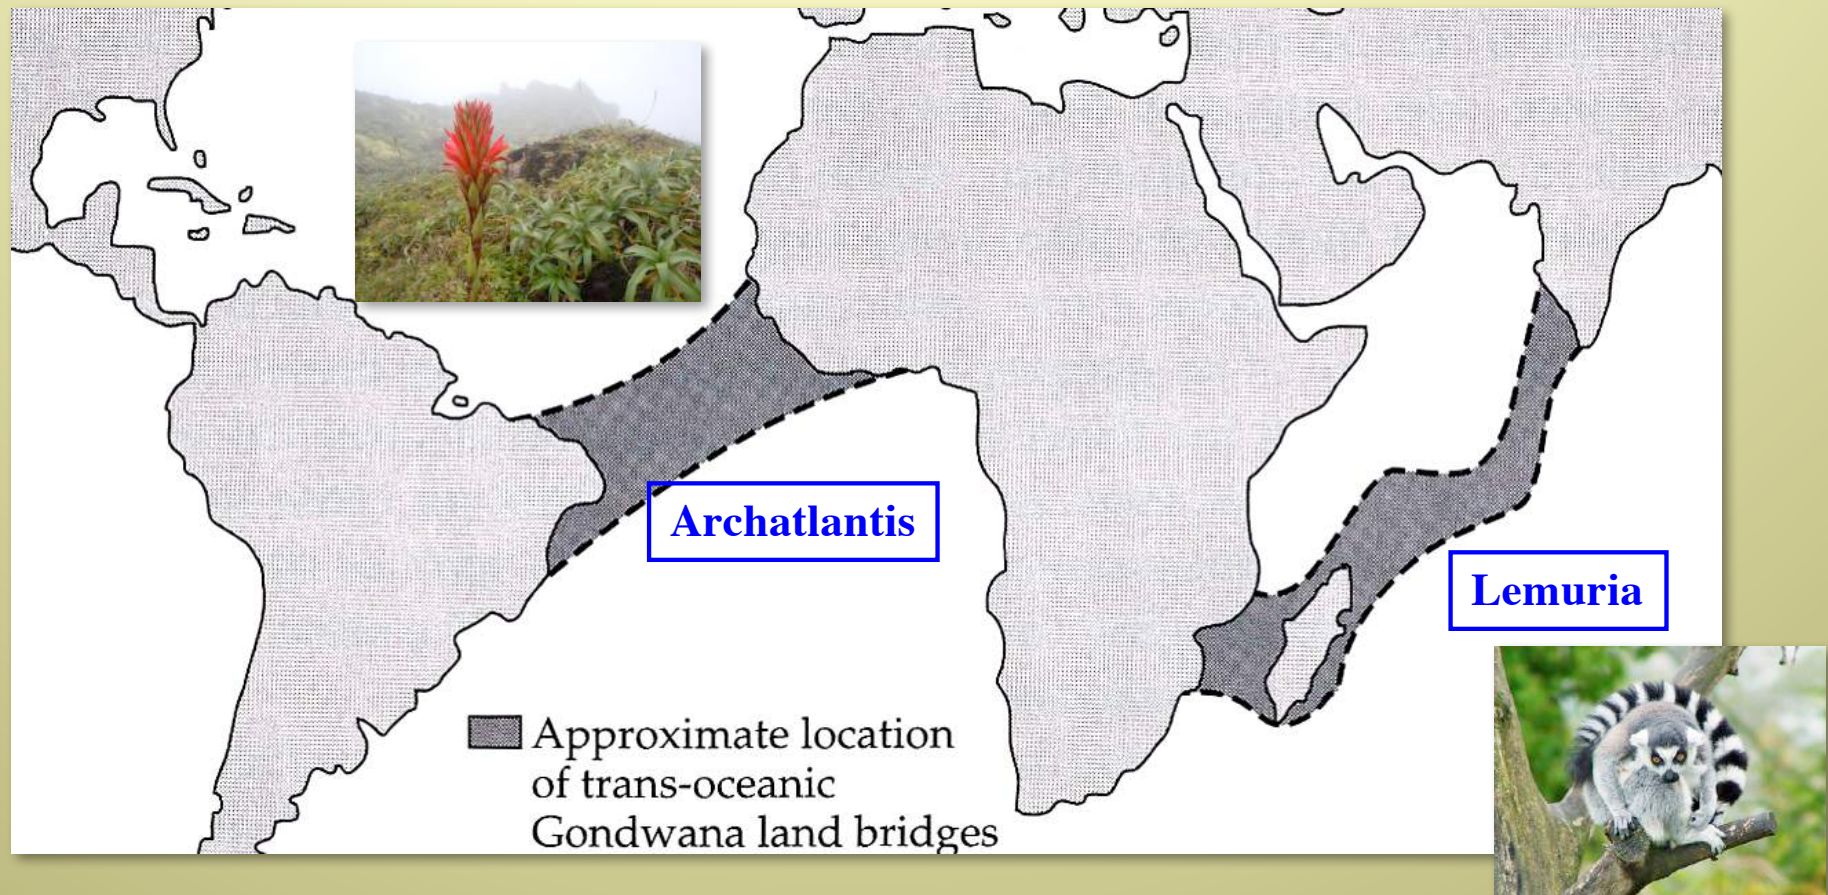 Archatlantis
Lemuria
Approximate location
of trans-oceanic
Gondwana land bridges